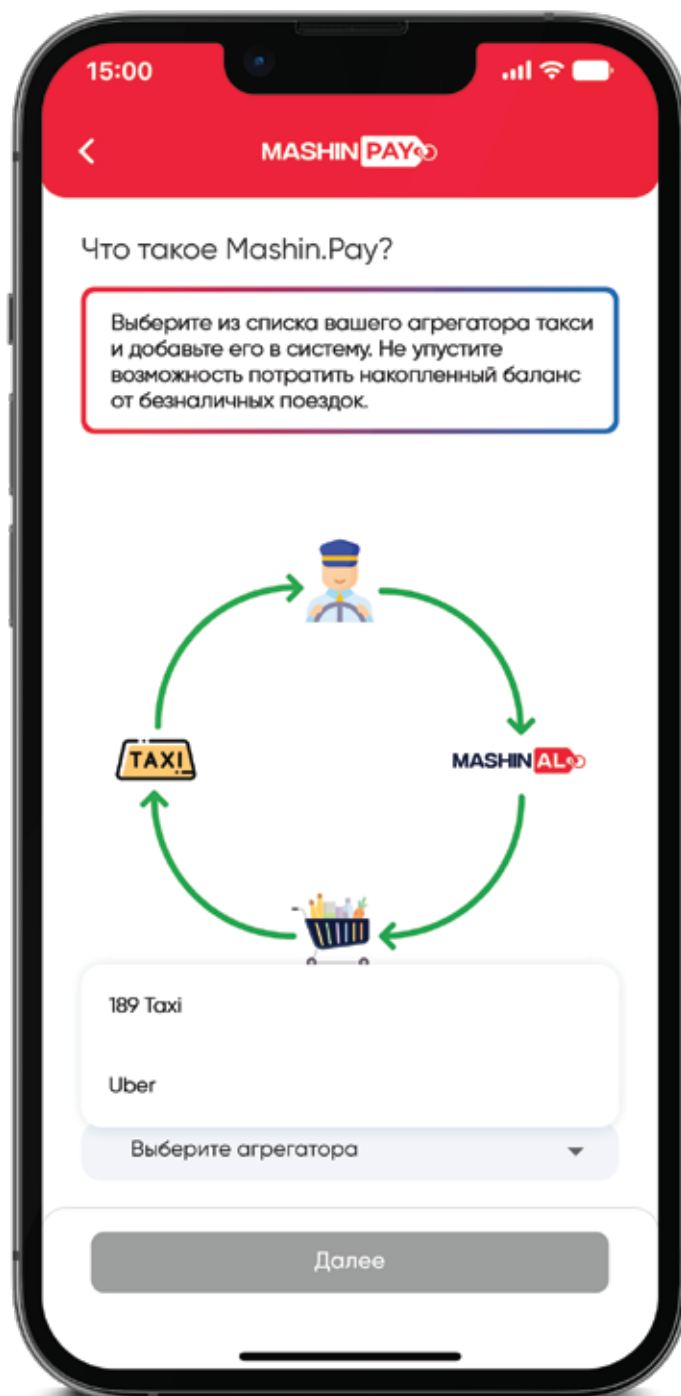 15:00
MASHIN PAY
Что такое Mashin.Pay?
Выберите из списка вашего агрегатора такси
и добавьте его в систему. Не упустите
возможность потратить накопленный баланс
от безналичных поездок.
TAXI
MASHIN AL
189 Taxi
Uber
Выберите агрегатора
Далее